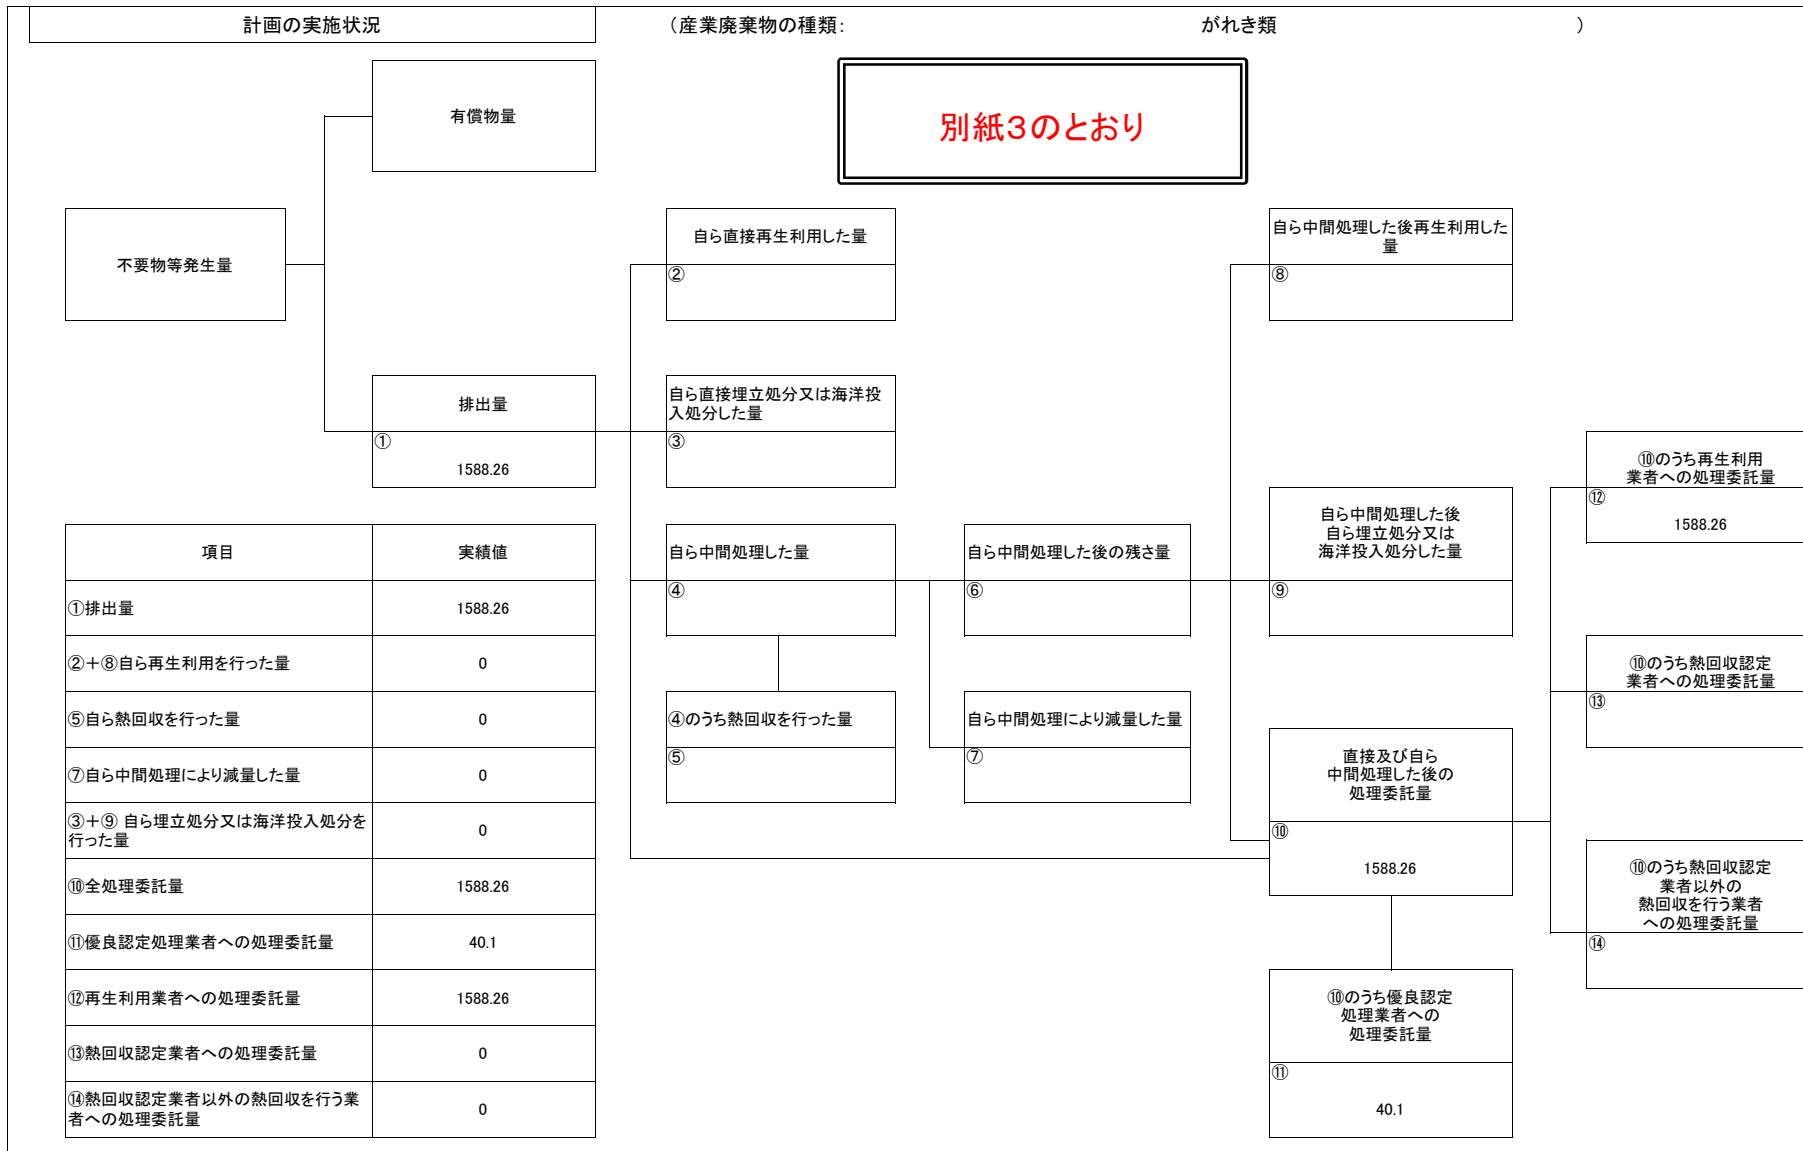 計画の実施状況
（産業廃棄物の種類： がれき類 ）
有償物量
別紙３のとおり
不要物等発生量
自ら直接再生利用した量
②
自ら中間処理した後再生利用した
量
⑧
排出量
①
1588.26
自ら直接埋立処分又は海洋投
入処分した量
③
⑩のうち再生利用
業者への処理委託量
⑫
1588.26
自ら中間処理した量
④
自ら中間処理した後の残さ量
⑥
自ら中間処理した後
自ら埋立処分又は
海洋投入処分した量
⑨
⑩のうち熱回収認定
業者への処理委託量
⑬
④のうち熱回収を行った量
⑤
自ら中間処理により減量した量
⑦
直接及び自ら
中間処理した後の
処理委託量
⑩
1588.26
⑩のうち熱回収認定
業者以外の
熱回収を行う業者
への処理委託量
⑭
⑩のうち優良認定
処理業者への
処理委託量
⑪
40.1
項目 実績値
①排出量 1588.26
②＋⑧自ら再生利用を行った量 0
⑤自ら熱回収を行った量 0
⑦自ら中間処理により減量した量 0
③＋⑨ 自ら埋立処分又は海洋投入処分を
行った量 0
⑩全処理委託量 1588.26
⑪優良認定処理業者への処理委託量 40.1
⑫再生利用業者への処理委託量 1588.26
⑬熱回収認定業者への処理委託量 0
⑭熱回収認定業者以外の熱回収を行う業
者への処理委託量 0